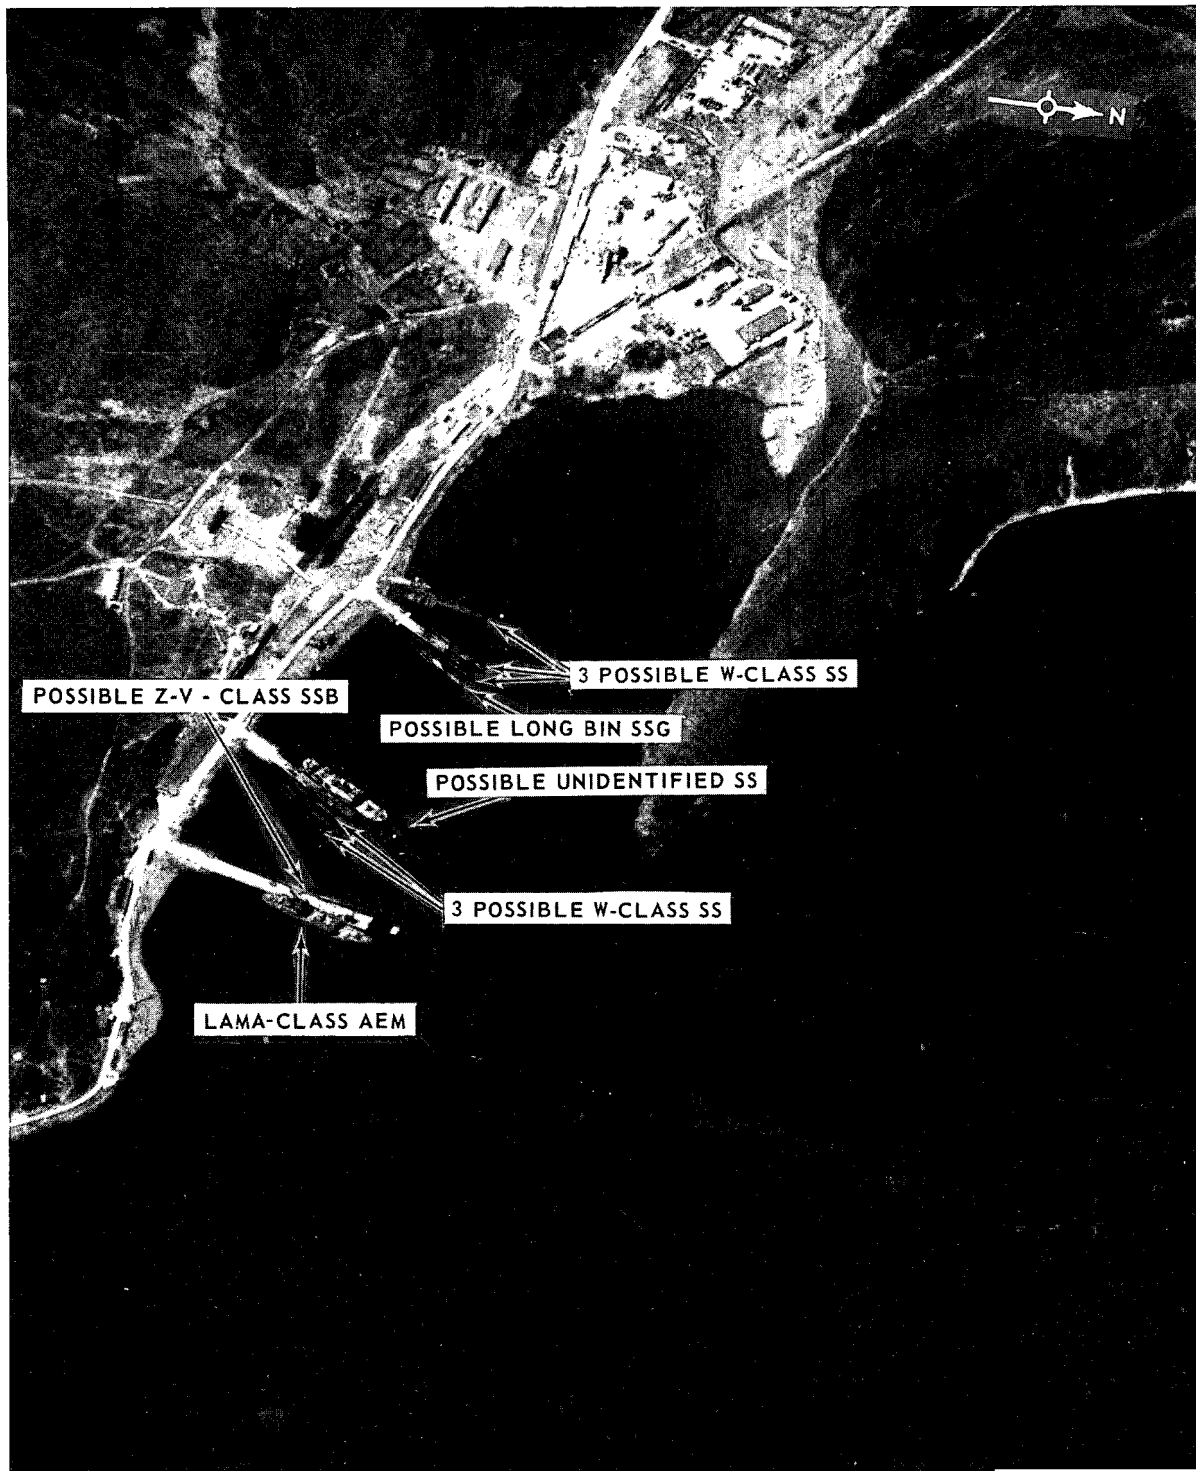 N
3 POSSIBLE W-CLASS SS
POSSIBLE Z-V - CLASS SSB
POSSIBLE LONG BIN SSG
POSSIBLE UNIDENTIFIED SS
3 POSSIBLE W-CLASS SS
LAMA-CLASS AEM